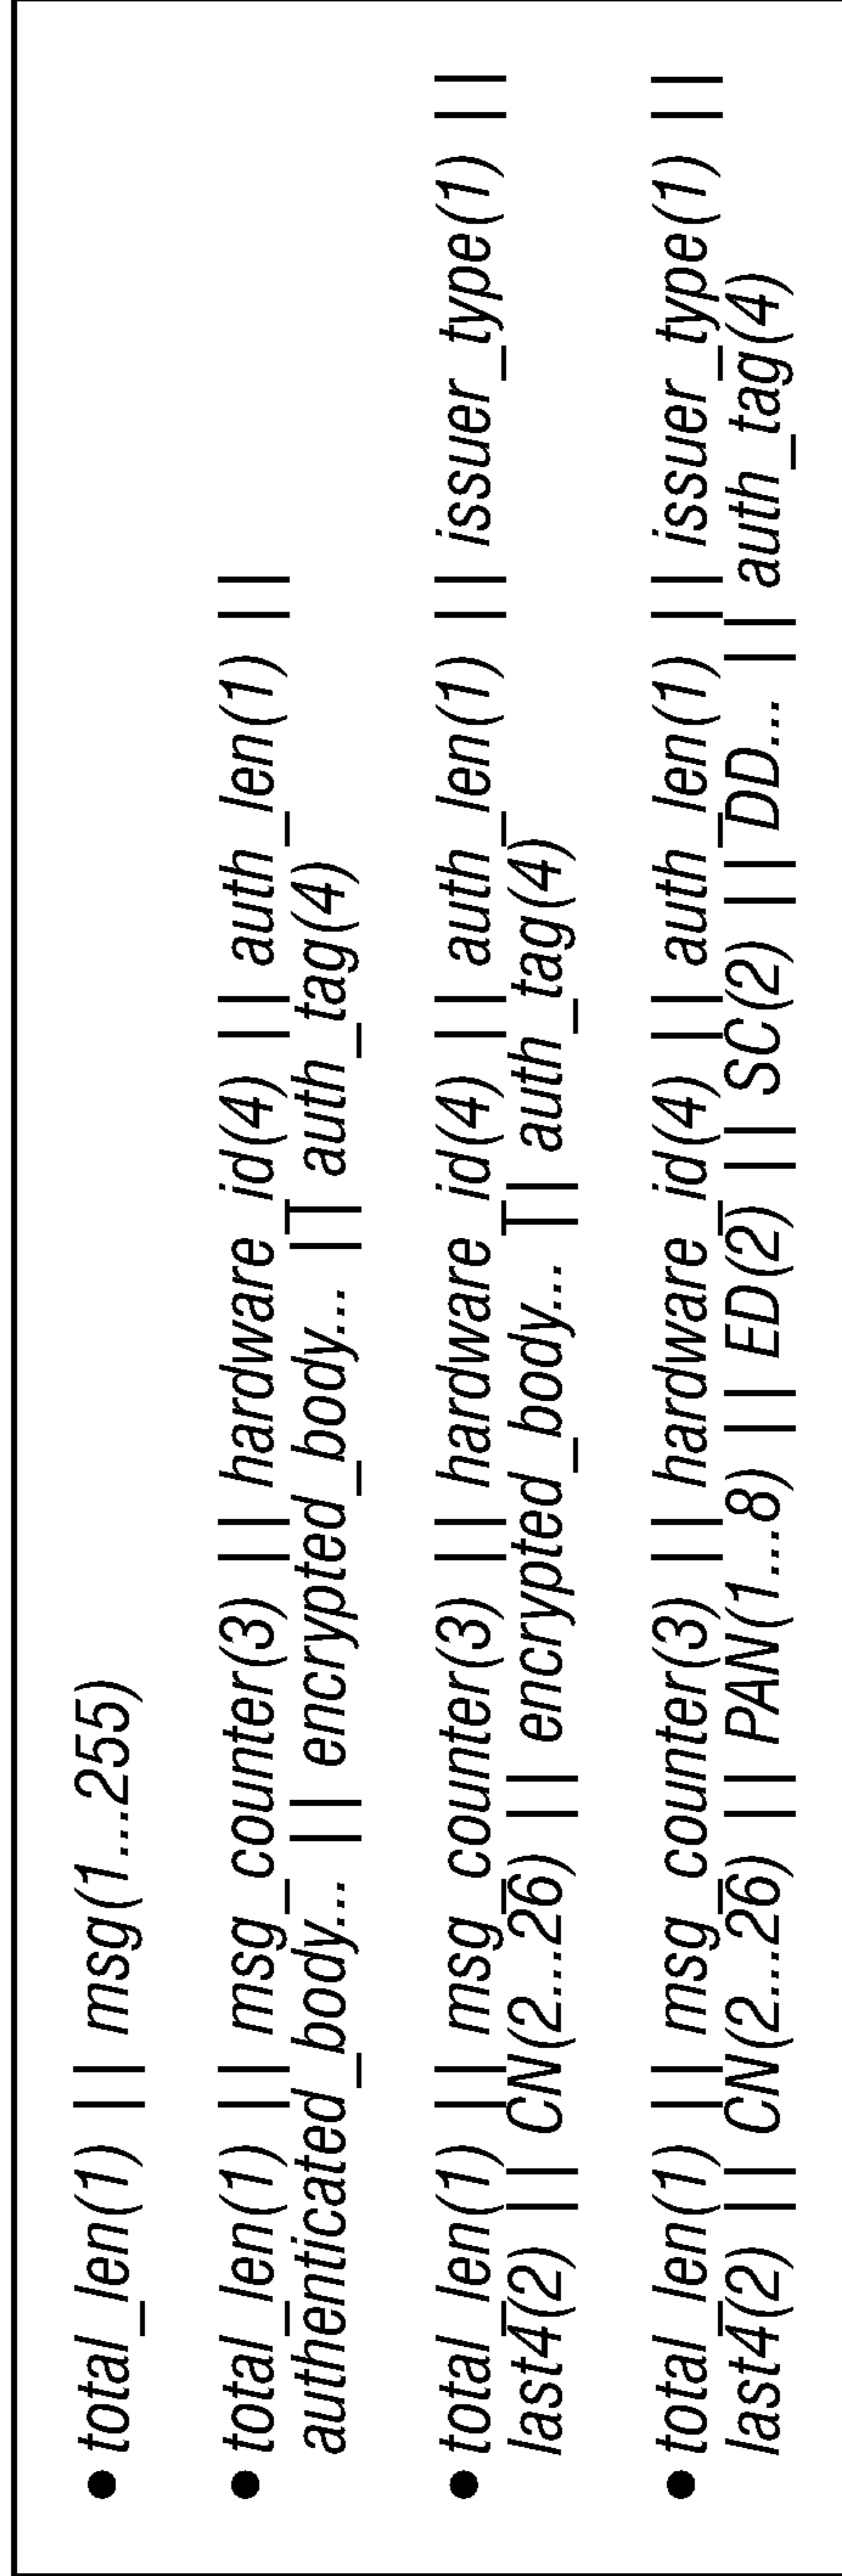 • total_len(1) || msg(1...255)
• total_len(1) || msg_counter(3) || hardware_id(4) || auth_len(1) ||
authenticated_body... || encrypted_body... || auth_tag(4)
• total_len(1) || msg_counter(3) || hardware_id(4) || auth_len(1) || issuer_type(1) ||
last4(2) || CN(2...26) || encrypted_body... || auth_tag(4)
• total_len(1) || msg_counter(3) || hardware_id(4) || auth_len(1) || issuer_type(1) ||
last4(2) || CN(2...26) || PAN(1...8) || ED(2) || SC(2) || DD... || auth_tag(4)